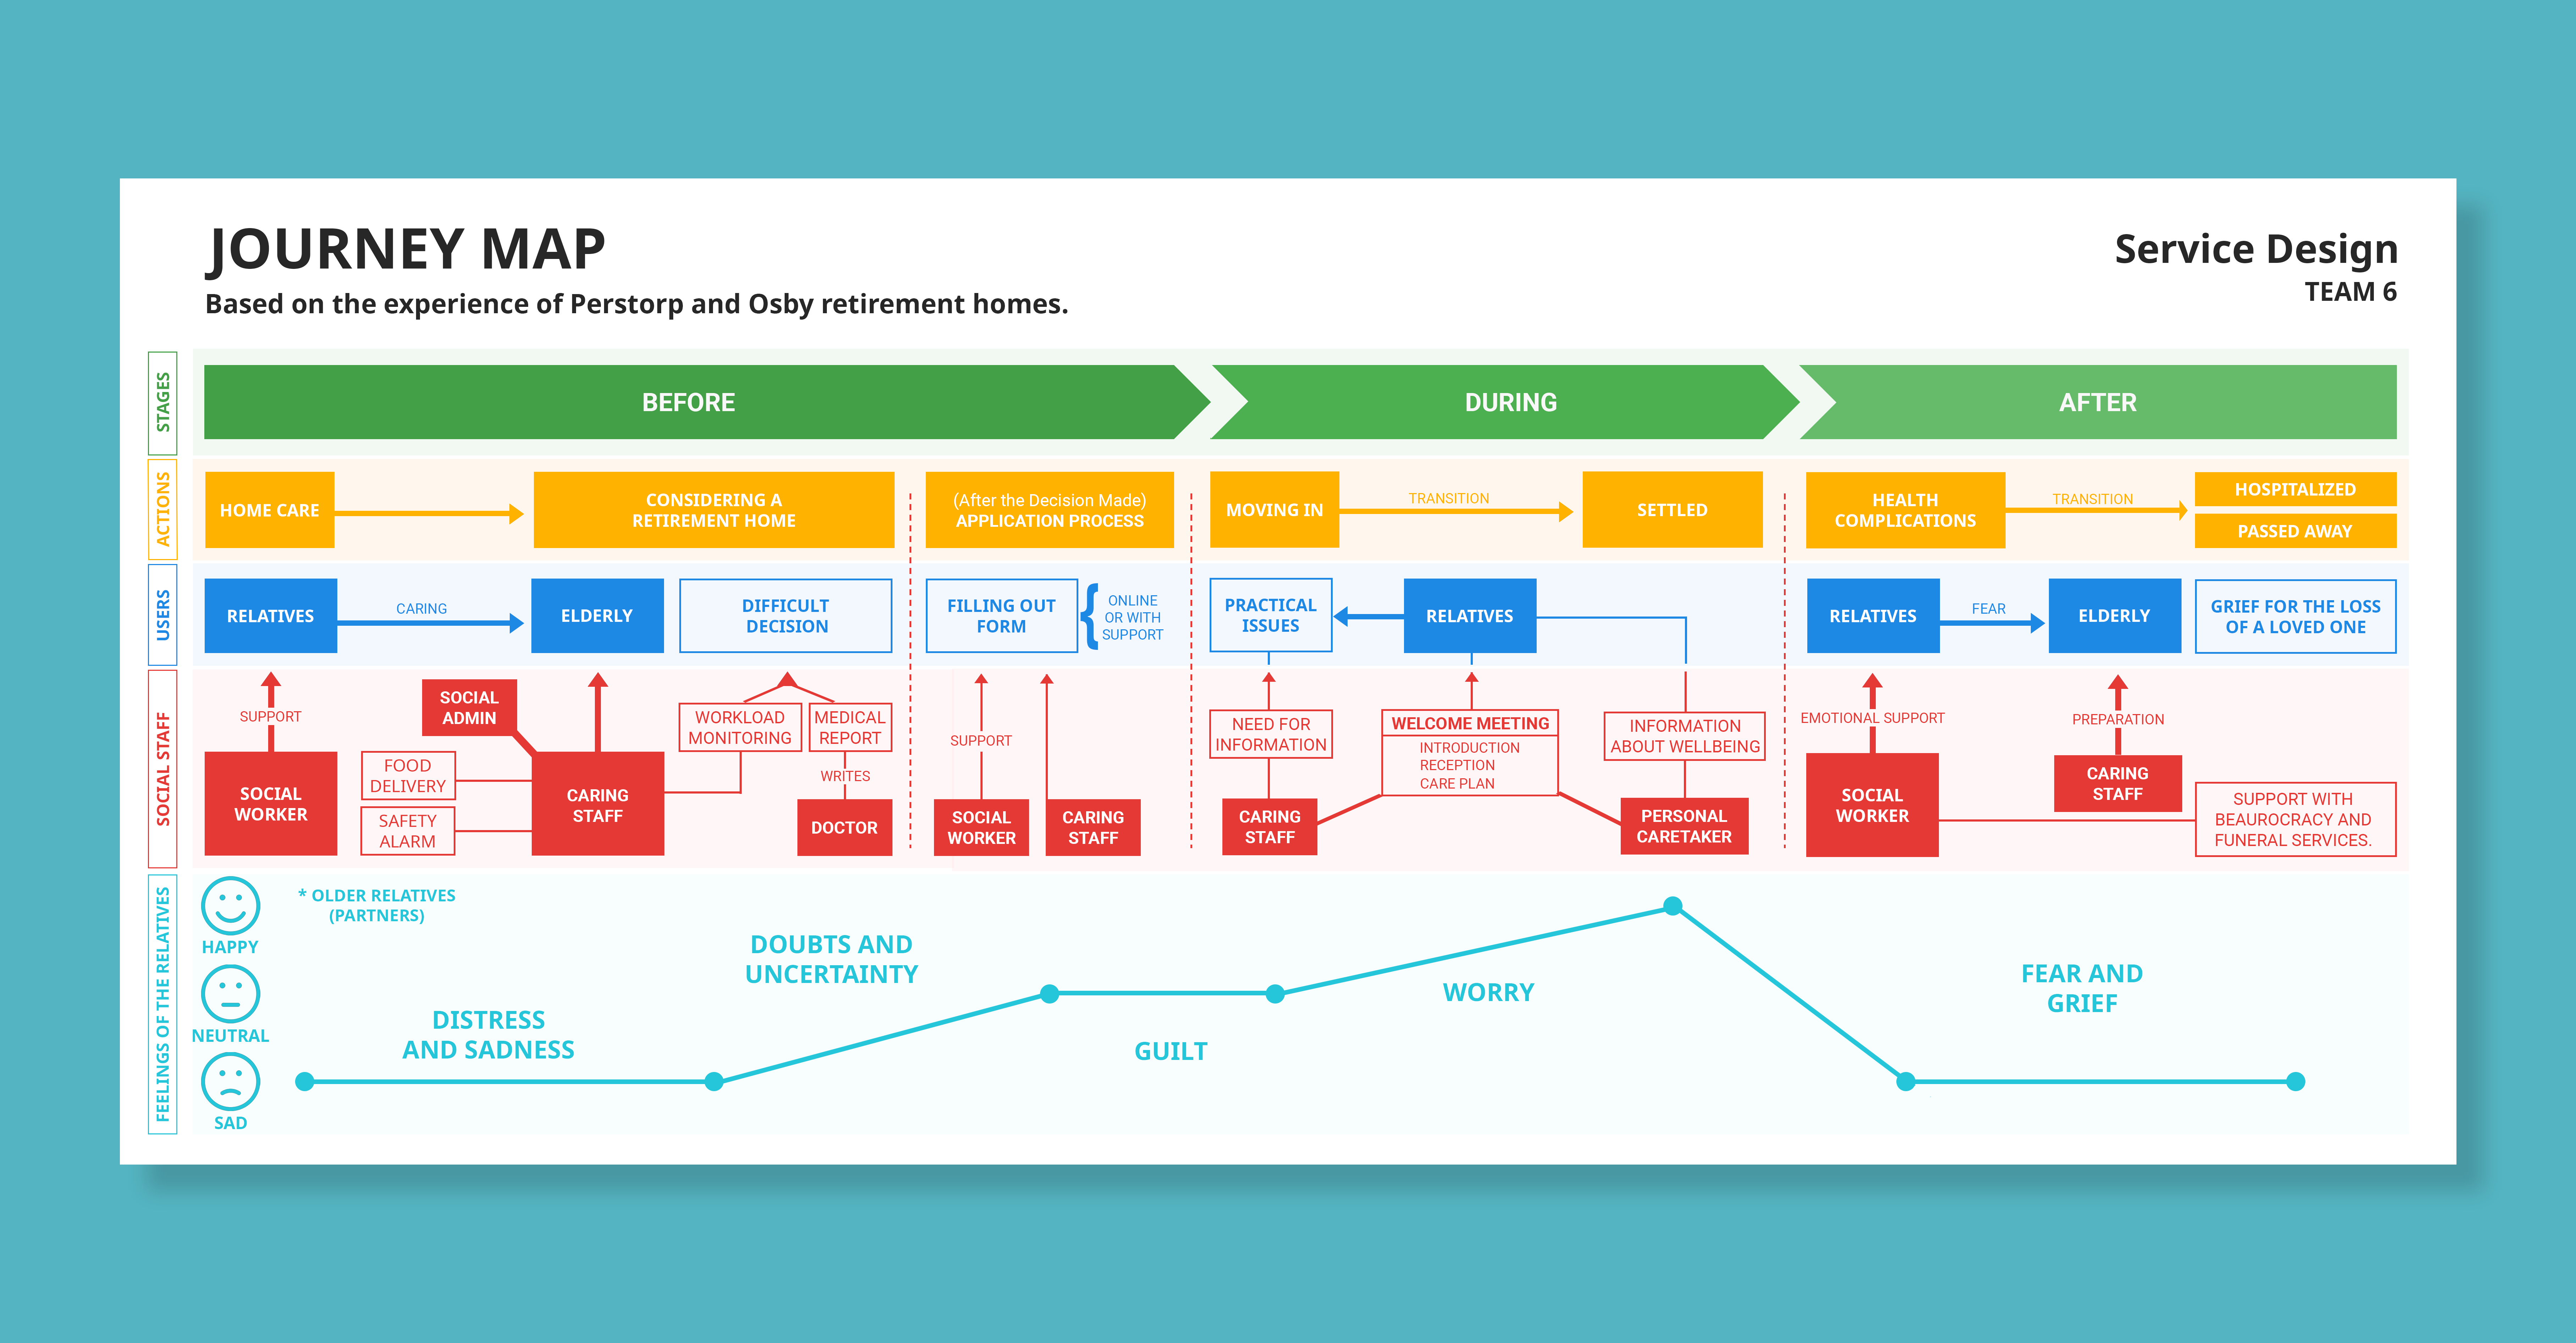 JOURNEY MAP
Based on the experience of Perstorp and Osby retirement homes.
Service Design
TEAM 6
STAGES
BEFORE
DURING
AFTER
ACTIONS
HOME CARE
CONSIDERING A
RETIREMENT HOME
(After the Decision Made)
APPLICATION PROCESS
MOVING IN
TRANSITION
SETTLED
HEALTH
COMPLICATIONS
TRANSITION
HOSPITALIZED
PASSED AWAY
USERS
RELATIVES
CARING
ELDERLY
DIFFICULT
DECISION
FILLING OUT
FORM
{
ONLINE
OR WITH
SUPPORT
PRACTICAL
ISSUES
RELATIVES
RELATIVES
FEAR
ELDERLY
GRIEF FOR THE LOSS
OF A LOVED ONE
SOCIAL STAFF
SUPPORT
SOCIAL
WORKER
SOCIAL
ADMIN
FOOD
DELIVERY
SAFETY
ALARM
CARING
STAFF
WORKLOAD
MONITORING
MEDICAL
REPORT
WRITES
DOCTOR
SUPPORT
SOCIAL
WORKER
CARING
STAFF
NEED FOR
INFORMATION
CARING
STAFF
WELCOME MEETING
INTRODUCTION
RECEPTION
CARE PLAN
INFORMATION
ABOUT WELLBEING
PERSONAL
CARETAKER
EMOTIONAL SUPPORT
SOCIAL
WORKER
PREPARATION
CARING
STAFF
SUPPORT WITH
BEAUROCRACY AND
FUNERAL SERVICES.
FEELINGS OF THE RELATIVES
HAPPY
NEUTRAL
SAD
* OLDER RELATIVES
(PARTNERS)
DISTRESS
AND SADNESS
DOUBTS AND
UNCERTAINTY
GUILT
WORRY
FEAR AND
GRIEF